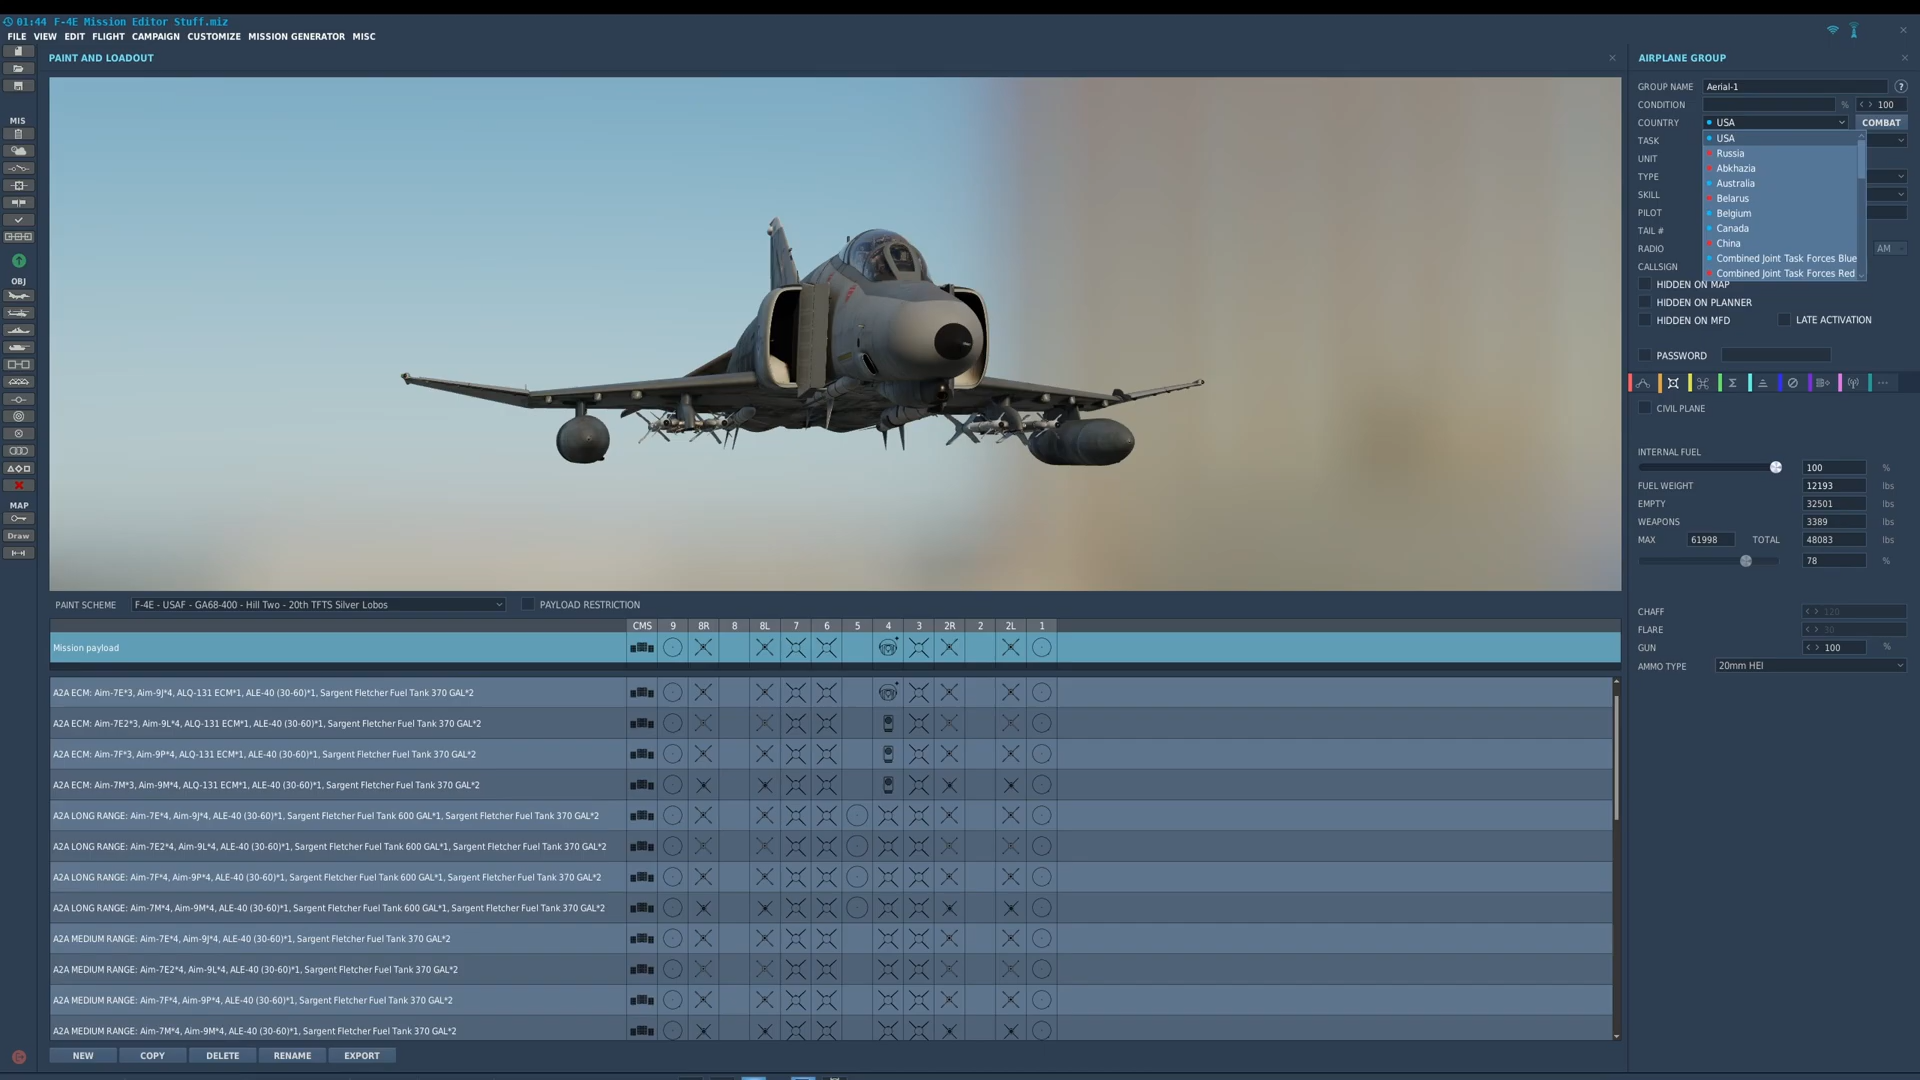 01:44 F-4E Mission Editor Stuff.miz
FILE VIEW EDIT FLIGHT CAMPAIGN CUSTOMIZE MISSION GENERATOR MISC
PAINT AND LOADOUT
MIS
OBJ
MAP
Draw
PAINT SCHEME F-4E - USAF - GA68-400 - Hill Two - 20th TFTS Silver Lobos PAYLOAD RESTRICTION
CMS 9 8R 8 8L 7 6 5 4 3 2R 2 2L 1
Mission payload
A2A ECM: Aim-7E*3, Aim-9J*4, ALQ-131 ECM*1, ALE-40 (30-60)*1, Sargent Fletcher Fuel Tank 370 GAL*2
A2A ECM: Aim-7E2*3, Aim-9L*4, ALQ-131 ECM*1, ALE-40 (30-60)*1, Sargent Fletcher Fuel Tank 370 GAL*2
A2A ECM: Aim-7F*3, Aim-9P*4, ALQ-131 ECM*1, ALE-40 (30-60)*1, Sargent Fletcher Fuel Tank 370 GAL*2
A2A ECM: Aim-7M*3, Aim-9M*4, ALQ-131 ECM*1, ALE-40 (30-60)*1, Sargent Fletcher Fuel Tank 370 GAL*2
A2A LONG RANGE: Aim-7E*4, Aim-9J*4, ALE-40 (30-60)*1, Sargent Fletcher Fuel Tank 600 GAL*1, Sargent Fletcher Fuel Tank 370 GAL*2
A2A LONG RANGE: Aim-7E2*4, Aim-9L*4, ALE-40 (30-60)*1, Sargent Fletcher Fuel Tank 600 GAL*1, Sargent Fletcher Fuel Tank 370 GAL*2
A2A LONG RANGE: Aim-7F*4, Aim-9P*4, ALE-40 (30-60)*1, Sargent Fletcher Fuel Tank 600 GAL*1, Sargent Fletcher Fuel Tank 370 GAL*2
A2A LONG RANGE: Aim-7M*4, Aim-9M*4, ALE-40 (30-60)*1, Sargent Fletcher Fuel Tank 600 GAL*1, Sargent Fletcher Fuel Tank 370 GAL*2
A2A MEDIUM RANGE: Aim-7E*4, Aim-9J*4, ALE-40 (30-60)*1, Sargent Fletcher Fuel Tank 370 GAL*2
A2A MEDIUM RANGE: Aim-7E2*4, Aim-9L*4, ALE-40 (30-60)*1, Sargent Fletcher Fuel Tank 370 GAL*2
A2A MEDIUM RANGE: Aim-7F*4, Aim-9P*4, ALE-40 (30-60)*1, Sargent Fletcher Fuel Tank 370 GAL*2
A2A MEDIUM RANGE: Aim-7M*4, Aim-9M*4, ALE-40 (30-60)*1, Sargent Fletcher Fuel Tank 370 GAL*2
NEW COPY DELETE RENAME EXPORT
AIRPLANE GROUP
GROUP NAME Aerial-1 ?
CONDITION % < > 100
COUNTRY USA COMBAT
TASK
UNIT
TYPE
SKILL
PILOT
TAIL #
RADIO AM
CALLSIGN
USA
Russia
Abkhazia
Australia
Belarus
Belgium
Canada
China
Combined Joint Task Forces Blue
Combined Joint Task Forces Red
HIDDEN ON MAP
HIDDEN ON PLANNER
HIDDEN ON MFD LATE ACTIVATION
PASSWORD
CIVIL PLANE
INTERNAL FUEL
100 %
FUEL WEIGHT 12193 lbs
EMPTY 32501 lbs
WEAPONS 3389 lbs
MAX 61998 TOTAL 48083 lbs
78 %
CHAFF < > 120
FLARE < > 30
GUN < > 100 %
AMMO TYPE 20mm HEI